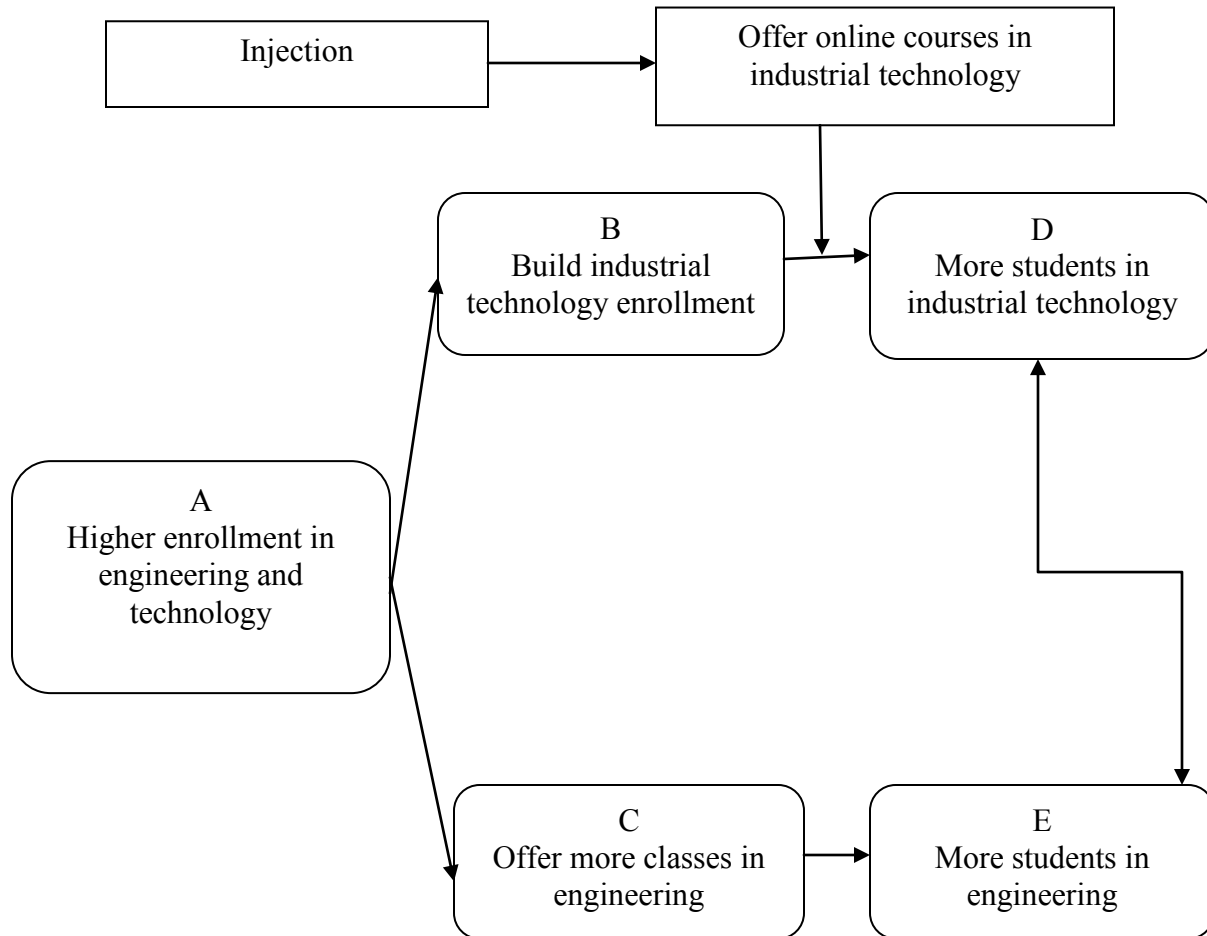 Injection
Offer online courses in
industrial technology
B
Build industrial
technology enrollment
D
More students in
industrial technology
A
Higher enrollment in
engineering and
technology
C
Offer more classes in
engineering
E
More students in
engineering